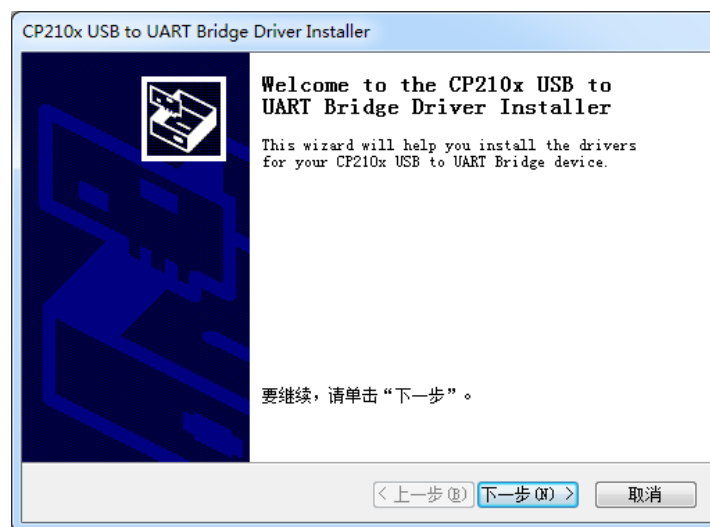 CP210x USB to UART Bridge Driver Installer
Welcome to the CP210x USB to
UART Bridge Driver Installer
This wizard will help you install the drivers
for your CP210x USB to UART Bridge device.
要继续，请单击“下一步”。
< 上一步(B) 下一步(N) > 取消